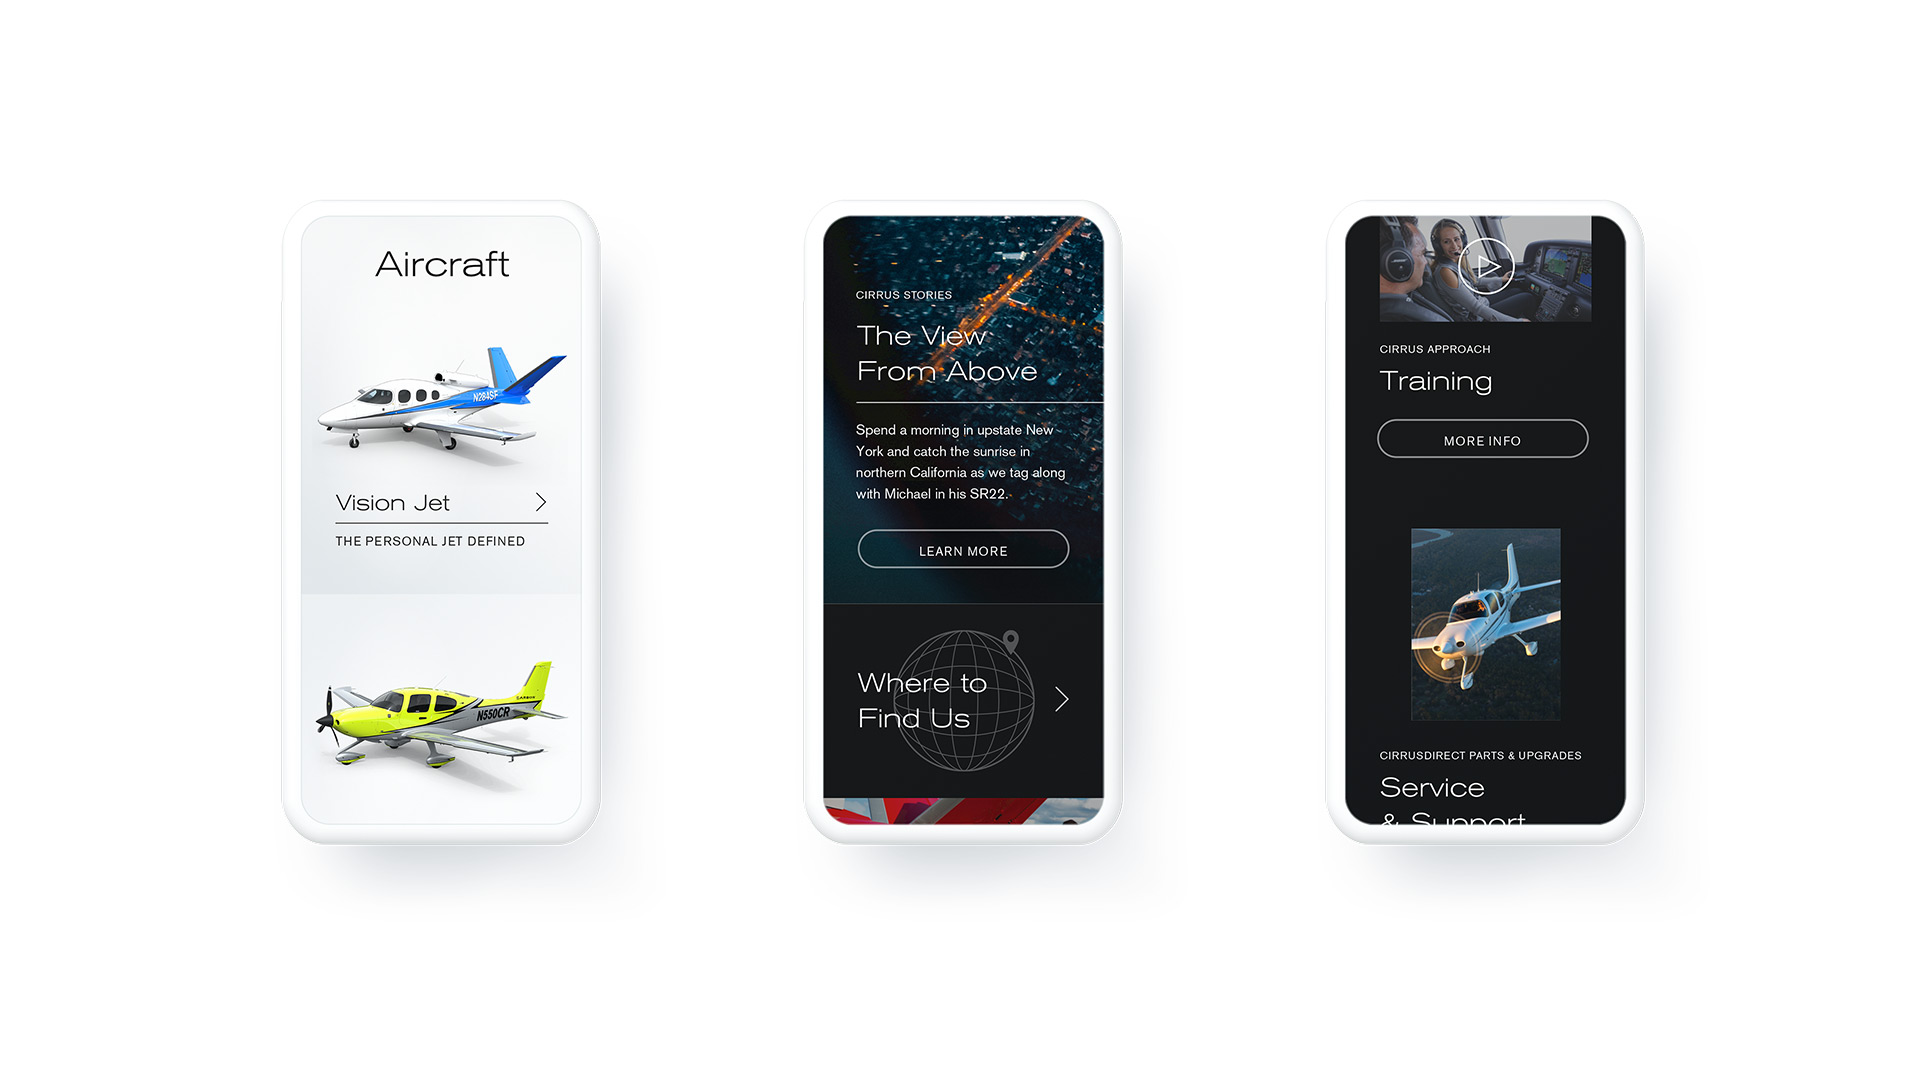 Aircraft
N284SF
Vision Jet
THE PERSONAL JET DEFINED
CARBON
N550CR
CIRRUS STORIES
The View
From Above
Spend a morning in upstate New
York and catch the sunrise in
northern California as we tag along
with Michael in his SR22.
LEARN MORE
Where to
Find Us
BOSE
CIRRUS APPROACH
Training
MORE INFO
CIRRUSDIRECT PARTS & UPGRADES
Service
& Support